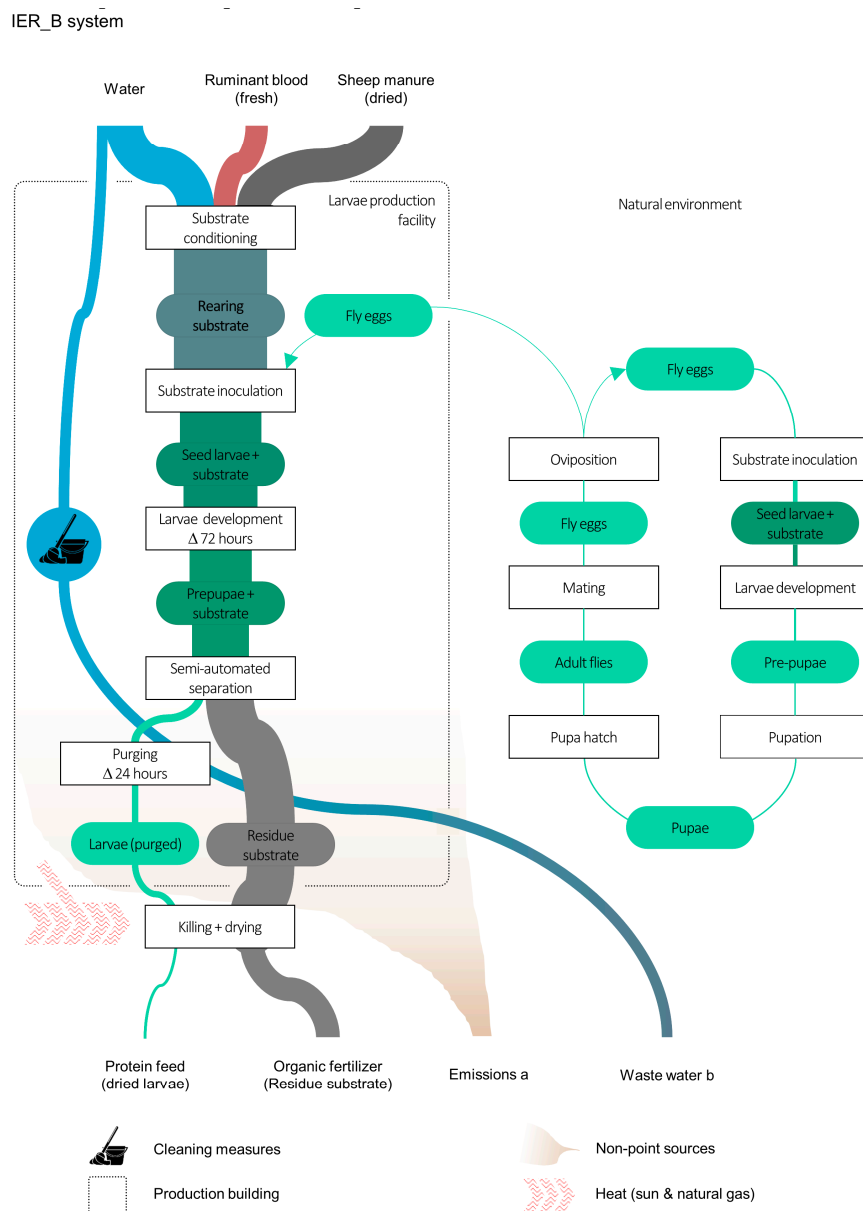 IER_B system
Water
Ruminant blood
(fresh)
Sheep manure
(dried)
Larvae production
facility
Natural environment
Substrate
conditioning
Rearing
substrate
Fly eggs
Fly eggs
Substrate inoculation
Oviposition
Substrate inoculation
Seed larvae +
substrate
Fly eggs
Seed larvae +
substrate
Larvae development
Δ 72 hours
Mating
Larvae development
Prepupae +
substrate
Adult flies
Pre-pupae
Semi-automated
separation
Pupa hatch
Pupation
Purging
Δ 24 hours
Larvae (purged)
Residue
substrate
Pupae
Killing + drying
Protein feed
(dried larvae)
Organic fertilizer
(Residue substrate)
Emissions a
Waste water b
Cleaning measures
Non-point sources
Production building
Heat (sun & natural gas)